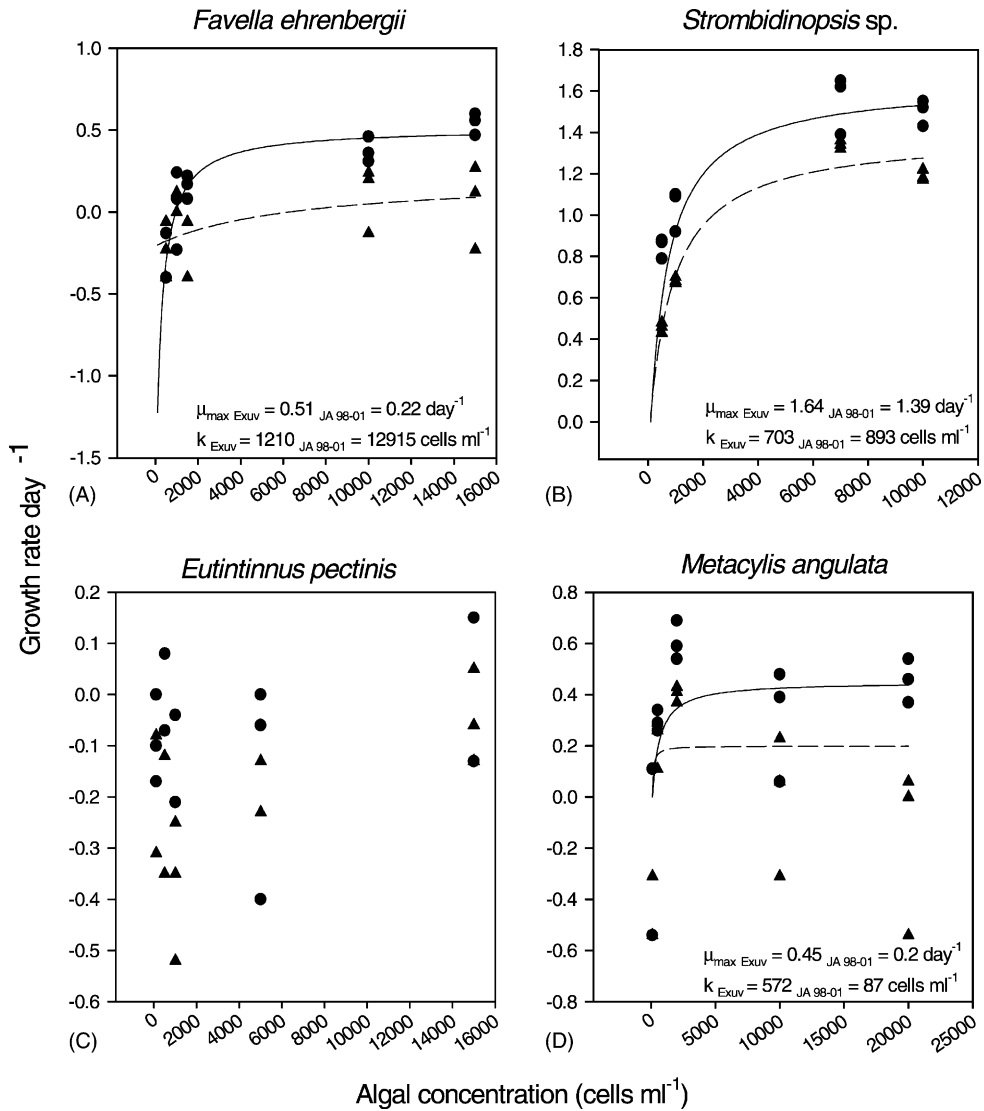 Favella ehrenbergii
Strombidinopsis sp.
1.0
0.5
0.0
-0.5
-1.0
-1.5
μmax Exuv = 0.51 JA 98-01 = 0.22 day-1
k Exuv = 1210 JA 98-01 = 12915 cells ml-1
0 2000 4000 6000 8000 10000 12000 14000 16000
(A)
1.8
1.6
1.4
1.2
1.0
0.8
0.6
0.4
0.2
0.0
μmax Exuv = 1.64 JA 98-01 = 1.39 day-1
k Exuv = 703 JA 98-01 = 893 cells ml-1
0 2000 4000 6000 8000 10000 12000
(B)
Growth rate day -1
Eutintinnus pectinis
Metacylis angulata
0.2
0.1
0.0
-0.1
-0.2
-0.3
-0.4
-0.5
-0.6
0 2000 4000 6000 8000 10000 12000 14000 16000
(C)
0.8
0.6
0.4
0.2
0.0
-0.2
-0.4
-0.6
-0.8
μmax Exuv = 0.45 JA 98-01 = 0.2 day-1
k Exuv = 572 JA 98-01 = 87 cells ml-1
0 5000 10000 15000 20000 25000
(D)
Algal concentration (cells ml-1)